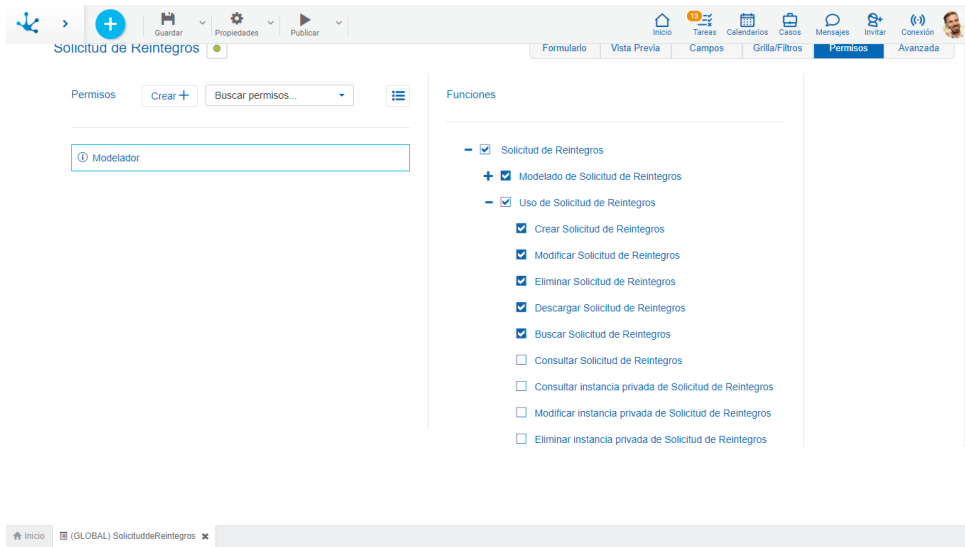 Guardar
Propiedades
Publicar
Inicio
13
Tareas
Calendarios
Casos
Mensajes
Invitar
Conexión
Solicitud de Reintegros
Formulario
Vista Previa
Campos
Grilla/Filtros
Permisos
Avanzada
Permisos
Crear
Buscar permisos...
Modelador
Funciones
Solicitud de Reintegros
Modelado de Solicitud de Reintegros
Uso de Solicitud de Reintegros
Crear Solicitud de Reintegros
Modificar Solicitud de Reintegros
Eliminar Solicitud de Reintegros
Descargar Solicitud de Reintegros
Buscar Solicitud de Reintegros
Consultar Solicitud de Reintegros
Consultar instancia privada de Solicitud de Reintegros
Modificar instancia privada de Solicitud de Reintegros
Eliminar instancia privada de Solicitud de Reintegros
Inicio
(GLOBAL) SolicituddeReintegros